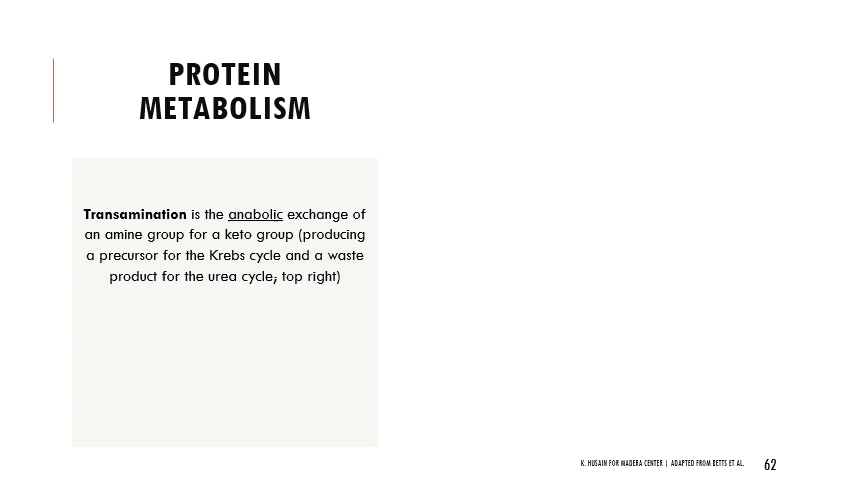 PROTEIN
METABOLISM
Transamination is the anabolic exchange of
an amine group for a keto group (producing
a precursor for the Krebs cycle and a waste
product for the urea cycle; top right)
K. HUSAIN FOR MADERA CENTER | ADAPTED FROM BETTS ET AL.
62